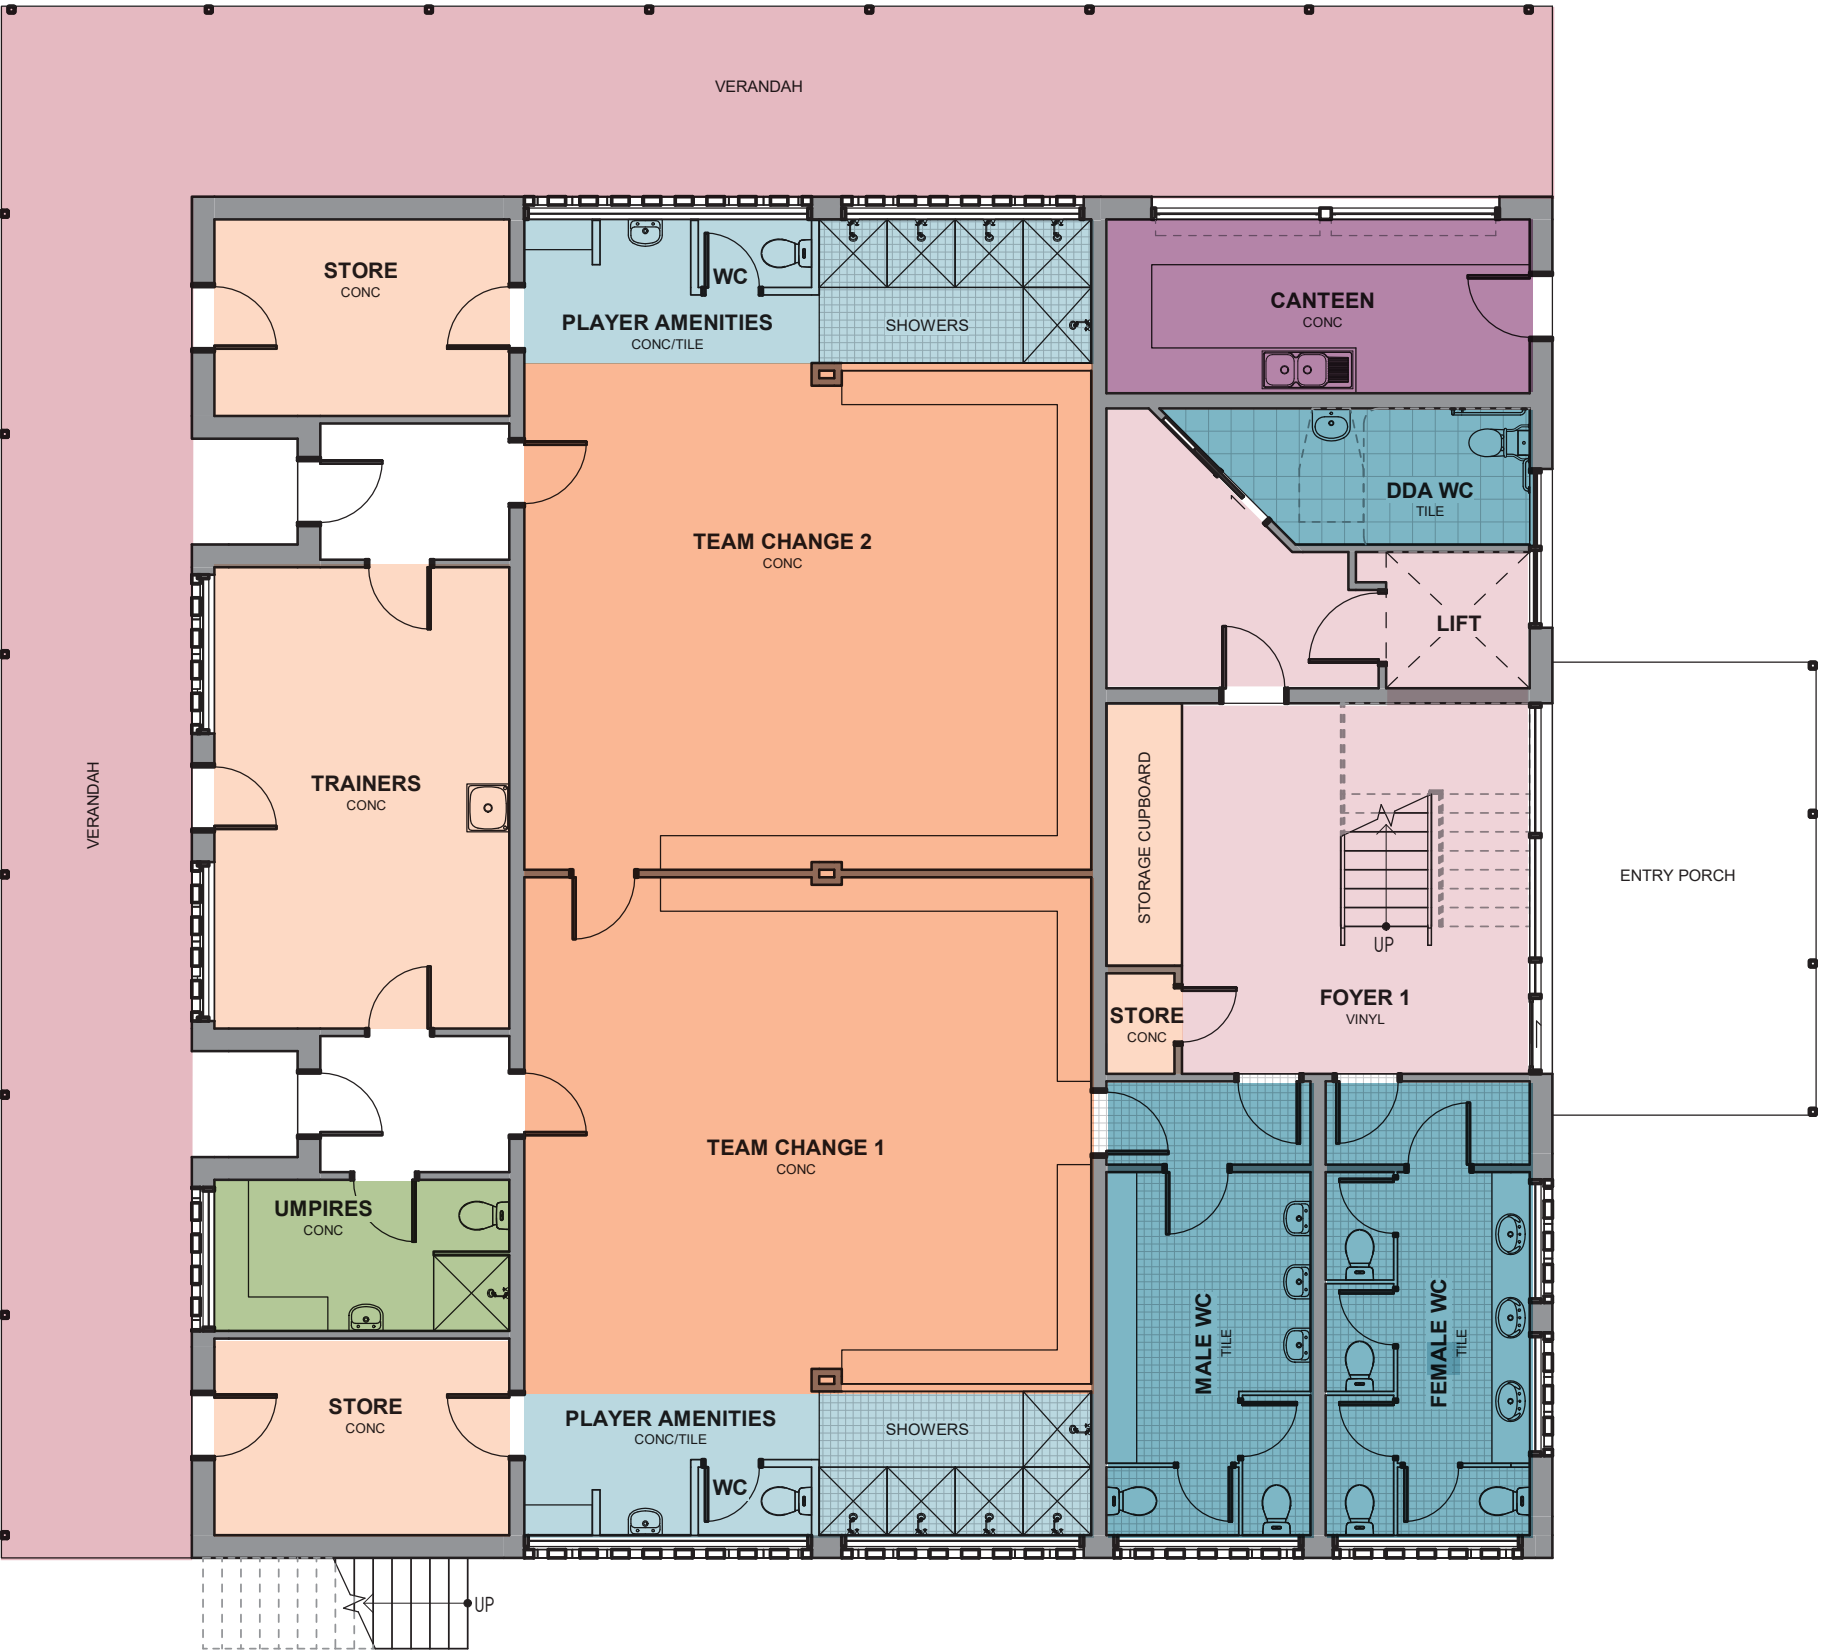 VERANDAH
STORE
CONC
WC
PLAYER AMENITIES
CONC/TILE
SHOWERS
CANTEEN
CONC
DDA WC
TILE
TEAM CHANGE 2
CONC
LIFT
TRAINERS
CONC
VERANDAH
STORAGE CUPBOARD
ENTRY PORCH
UP
FOYER 1
VINYL
STORE
CONC
TEAM CHANGE 1
CONC
UMPIRES
CONC
MALE WC
TILE
FEMALE WC
TILE
STORE
CONC
PLAYER AMENITIES
CONC/TILE
SHOWERS
WC
UP